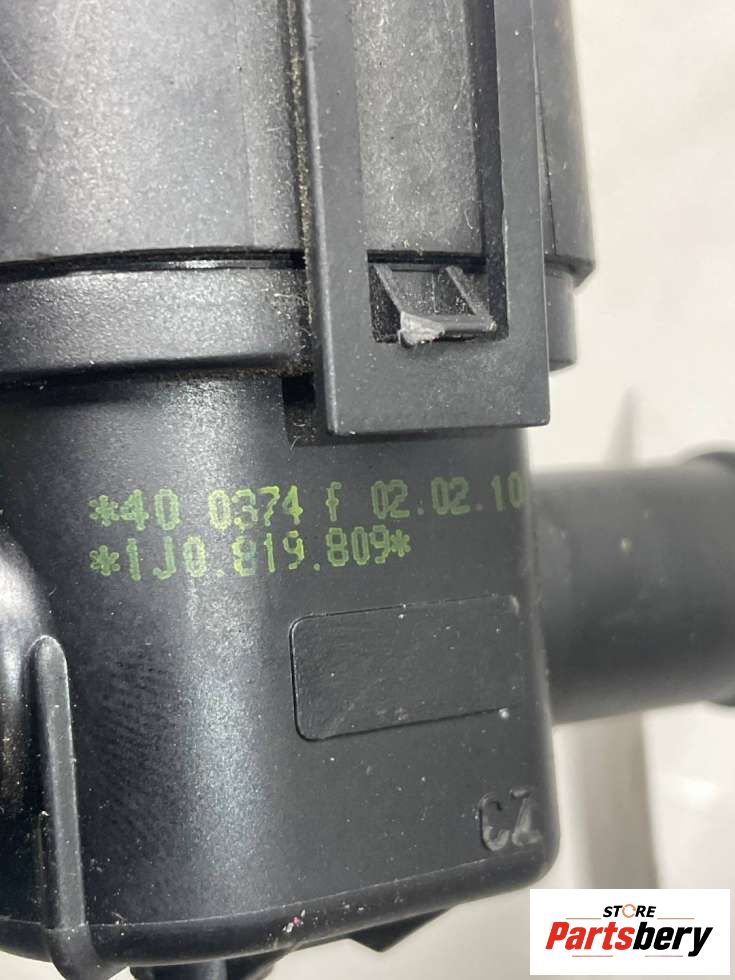 *40 0374 f 02.02.10
*1J0.819.809*
CZ
STORE
Partsbery